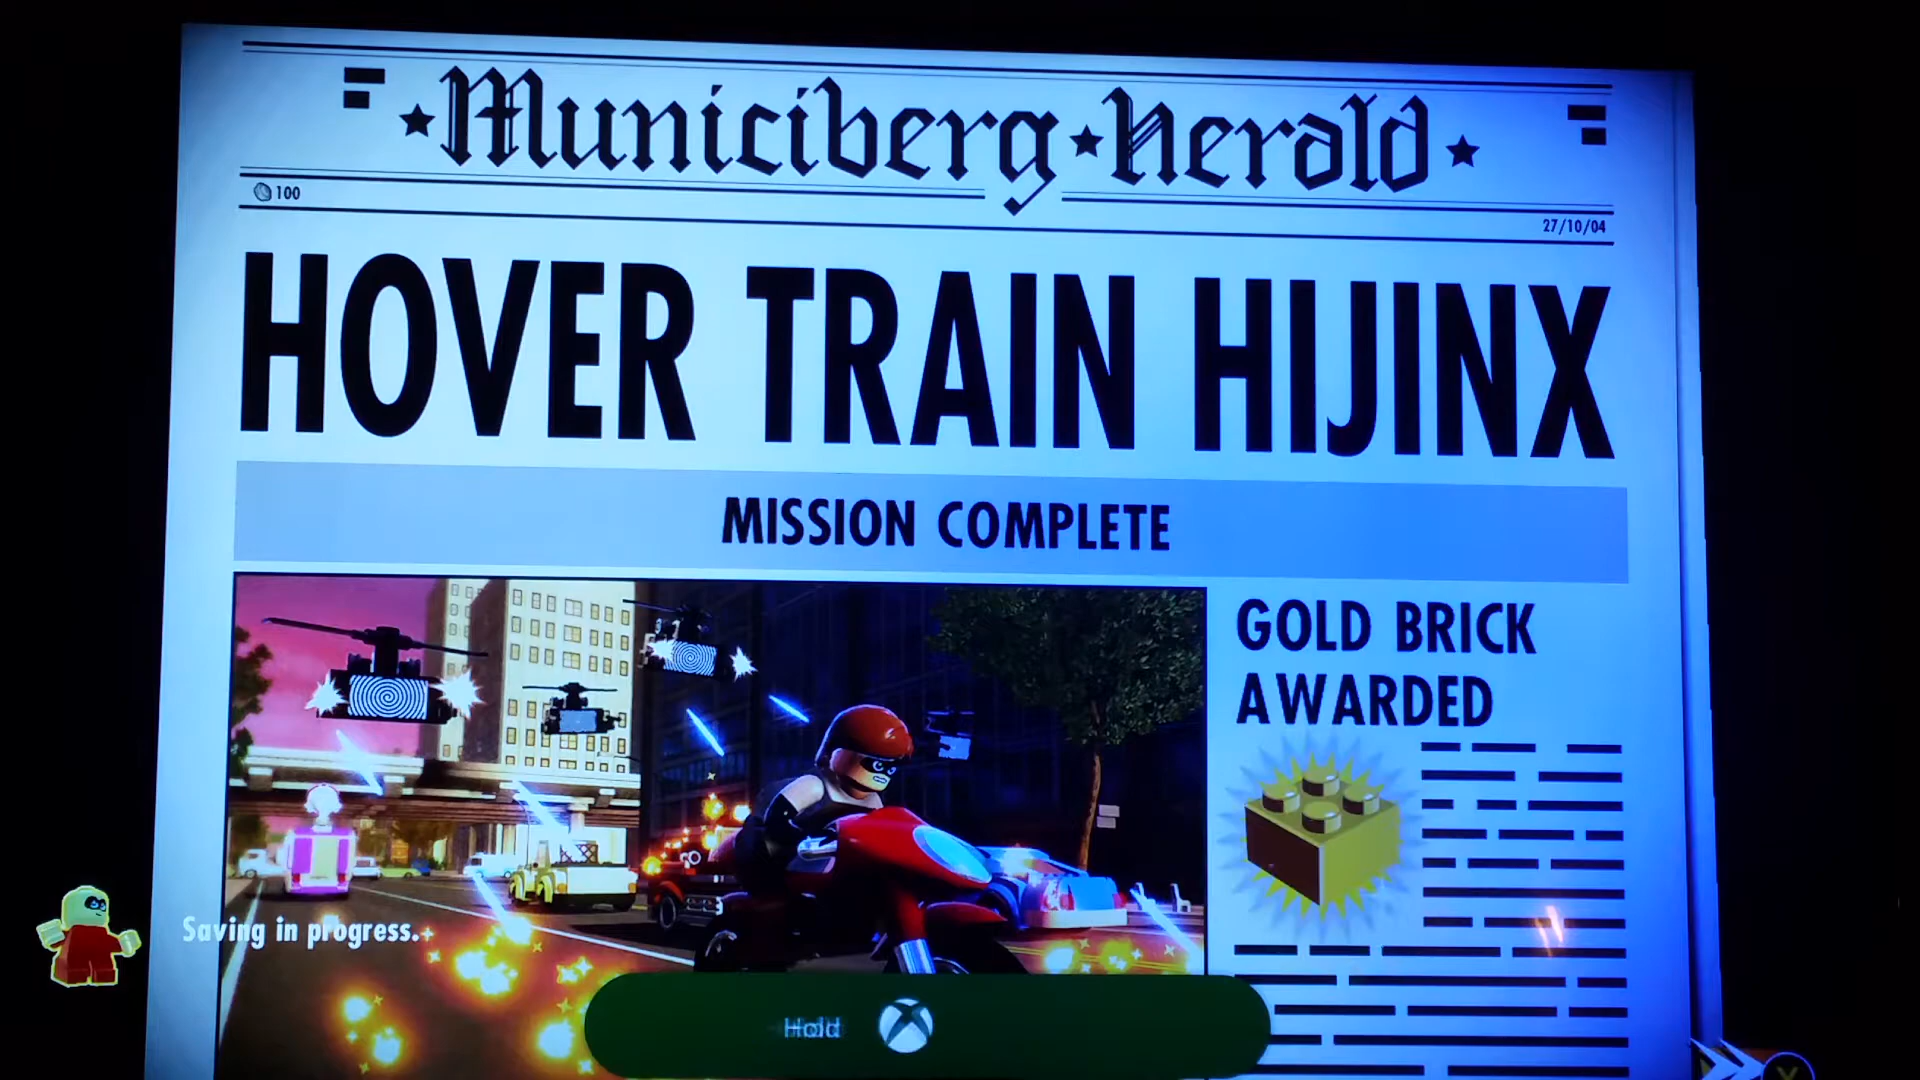 Municiberg Herald
100
27/10/04
HOVER TRAIN HIJINX
MISSION COMPLETE
GOLD BRICK
AWARDED
Saving in progress.
Hold
Y